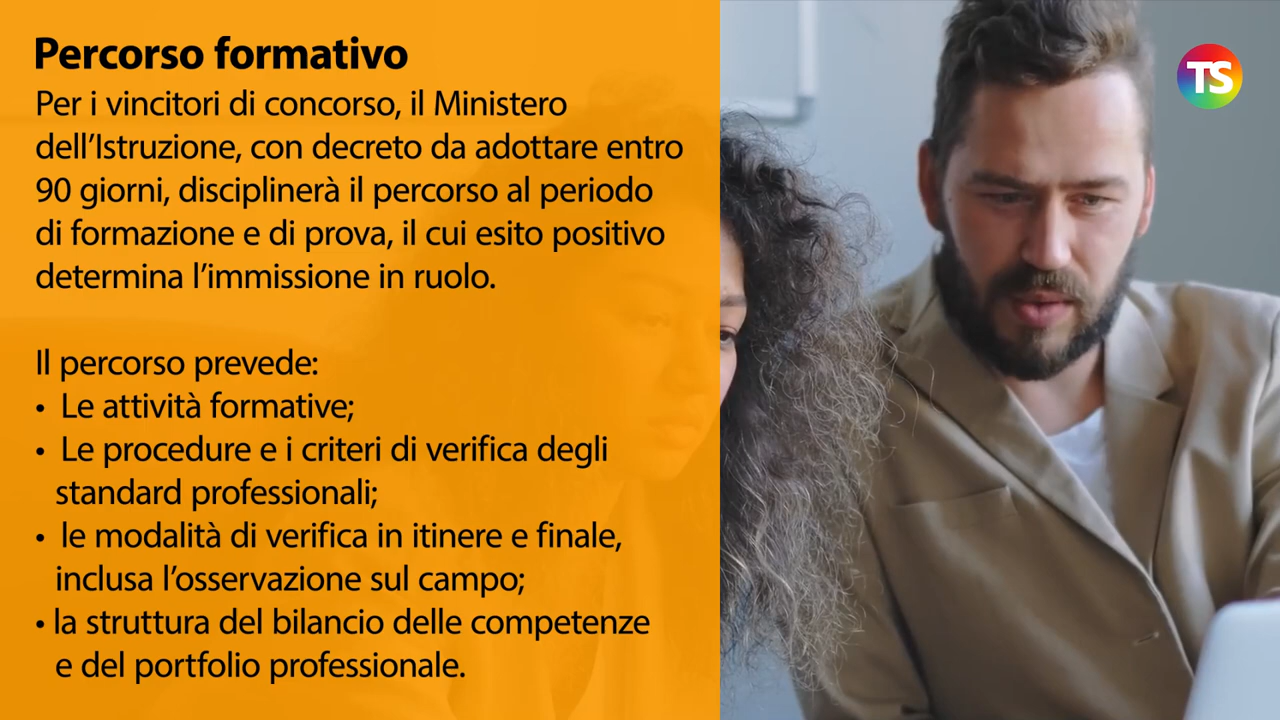 Percorso formativo
Per i vincitori di concorso, il Ministero
dell’Istruzione, con decreto da adottare entro
90 giorni, disciplinerà il percorso al periodo
di formazione e di prova, il cui esito positivo
determina l’immissione in ruolo.
Il percorso prevede:
• Le attività formative;
• Le procedure e i criteri di verifica degli
standard professionali;
• le modalità di verifica in itinere e finale,
inclusa l’osservazione sul campo;
• la struttura del bilancio delle competenze
e del portfolio professionale.
TS